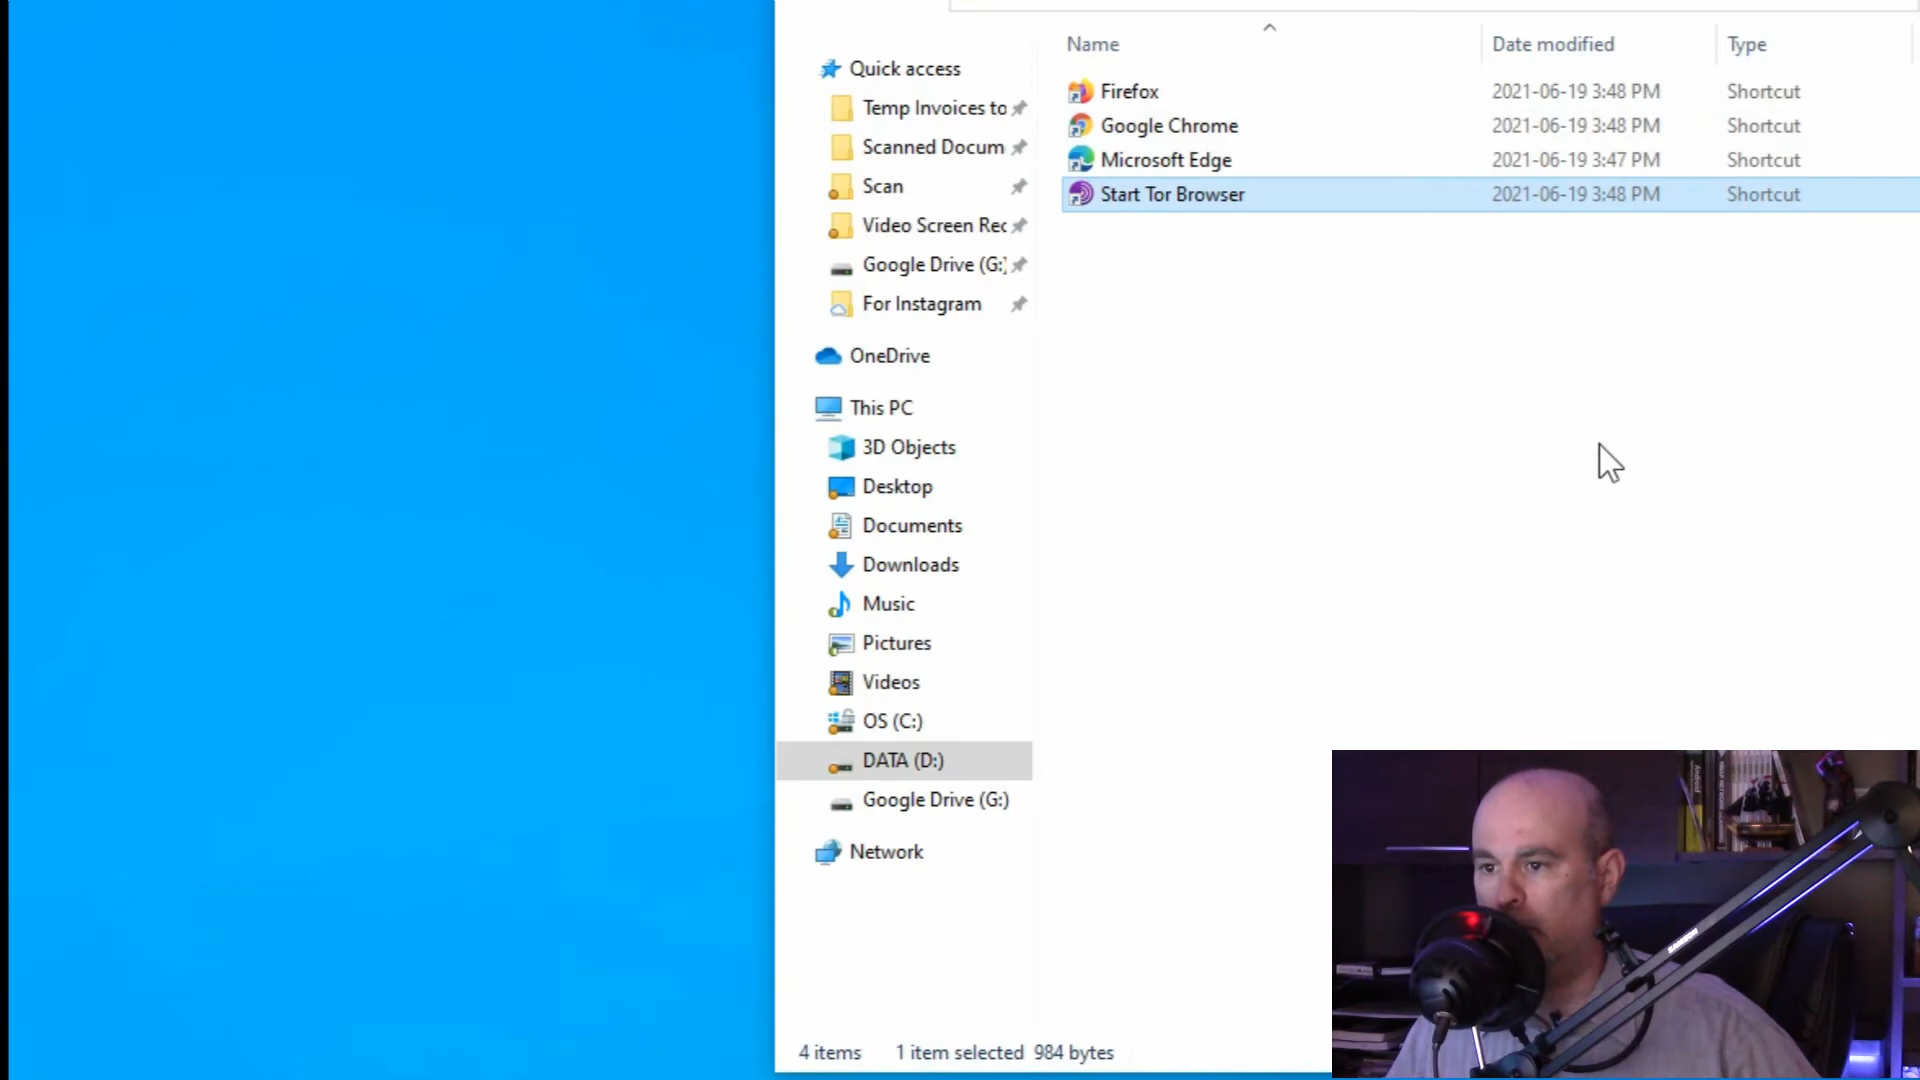 Name Date modified Type
Quick access
Temp Invoices to
Scanned Docum
Scan
Video Screen Rec
Google Drive (G:)
For Instagram
OneDrive
This PC
3D Objects
Desktop
Documents
Downloads
Music
Pictures
Videos
OS (C:)
DATA (D:)
Google Drive (G:)
Network
Firefox 2021-06-19 3:48 PM Shortcut
Google Chrome 2021-06-19 3:48 PM Shortcut
Microsoft Edge 2021-06-19 3:47 PM Shortcut
Start Tor Browser 2021-06-19 3:48 PM Shortcut
4 items 1 item selected 984 bytes
SAMSON
Android